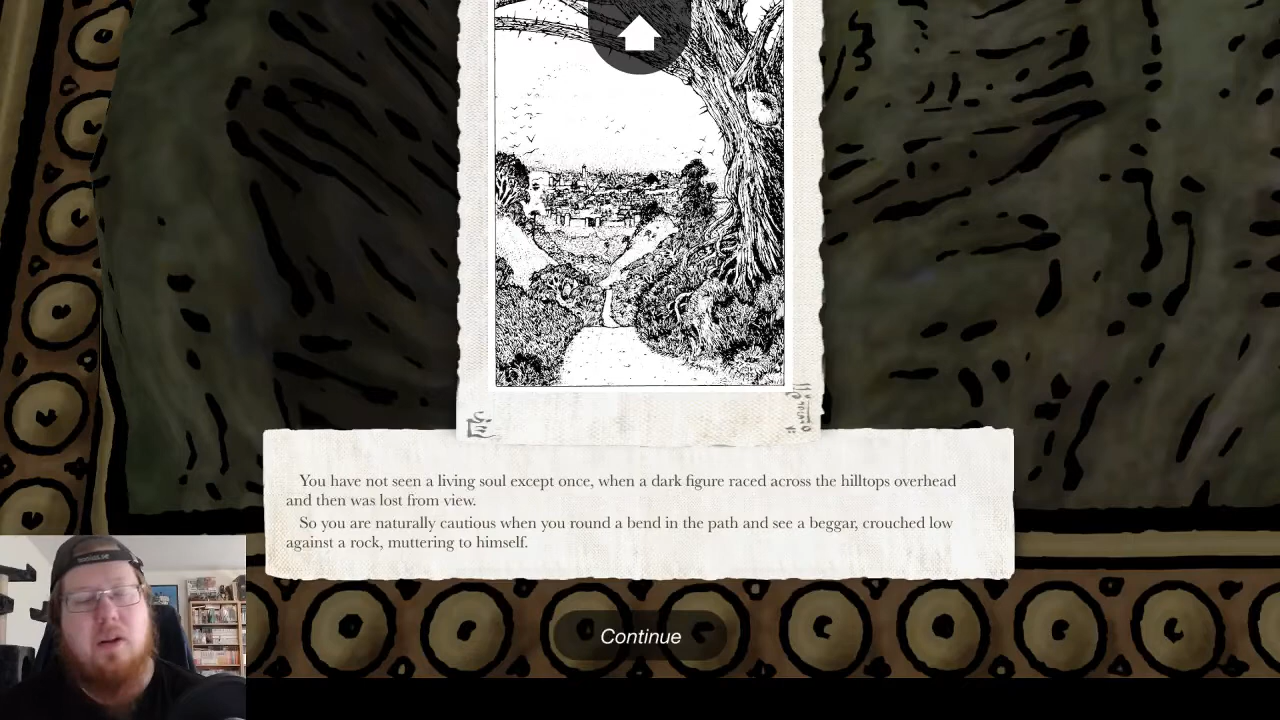 You have not seen a living soul except once, when a dark figure raced across the hilltops overhead
and then was lost from view.
So you are naturally cautious when you round a bend in the path and see a beggar, crouched low
against a rock, muttering to himself.
Continue